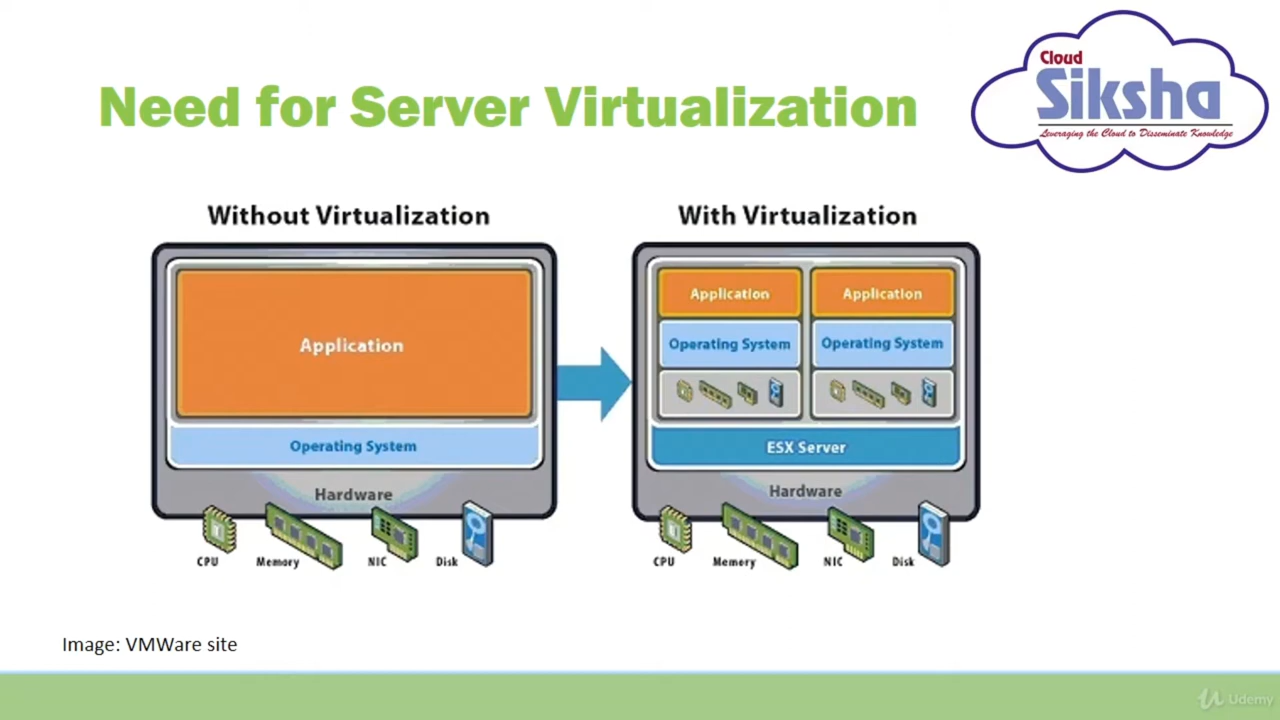 Need for Server Virtualization
Cloud
Siksha
Leveraging the Cloud to Disseminate Knowledge
Without Virtualization
With Virtualization
Application
Operating System
Hardware
CPU
Memory
NIC
Disk
Application
Application
Operating System
Operating System
ESX Server
Hardware
CPU
Memory
NIC
Disk
Image: VMWare site
Udemy